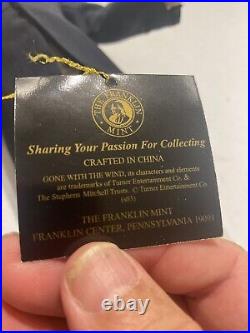 THE FRANKLIN
MINT
Sharing Your Passion For Collecting
CRAFTED IN CHINA
GONE WITH THE WIND, its characters and elements
are trademarks of Turner Entertainment Co. &
The Stephens Mitchell Trusts. © Turner Entertainment Co.
(s03)
THE FRANKLIN MINT
FRANKLIN CENTER, PENNSYLVANIA 19091